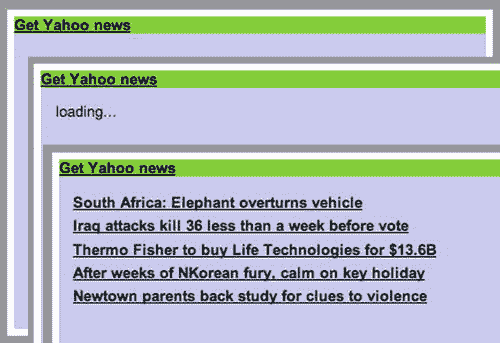 Get Yahoo news
Get Yahoo news
loading...
Get Yahoo news
South Africa: Elephant overturns vehicle
Iraq attacks kill 36 less than a week before vote
Thermo Fisher to buy Life Technologies for $13.6B
After weeks of NKorean fury, calm on key holiday
Newtown parents back study for clues to violence